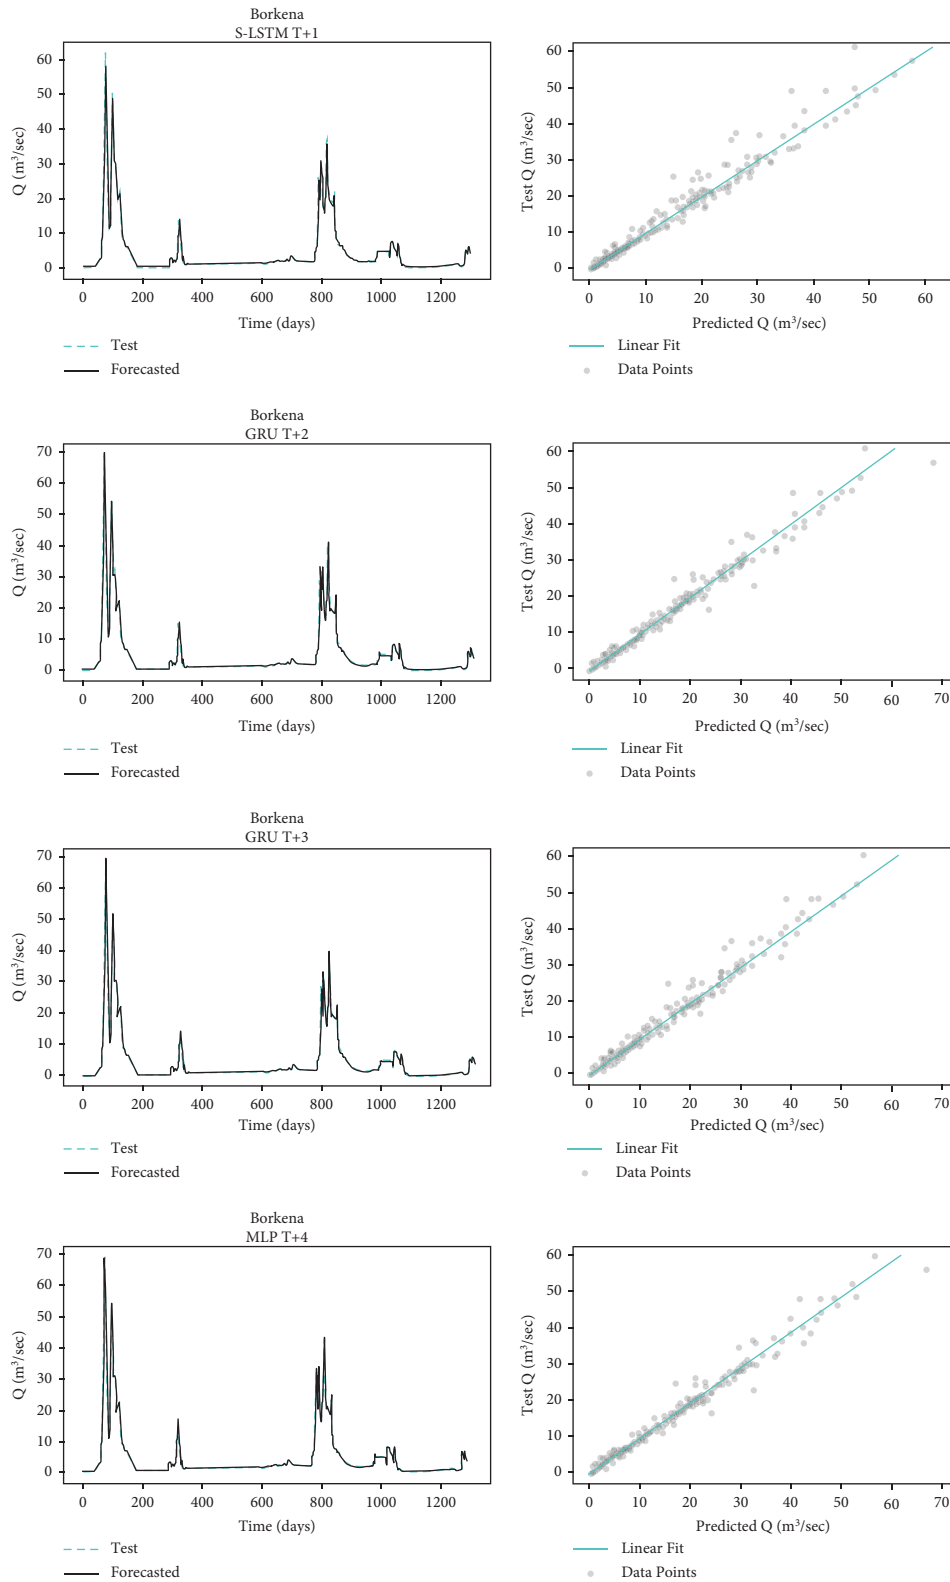 Borkena
S-LSTM T+1
Q (m³/sec)
60
50
40
30
20
10
0
0 200 400 600 800 1000 1200
Time (days)
Test
Forecasted
Test Q (m³/sec)
60
50
40
30
20
10
0
0 10 20 30 40 50 60
Predicted Q (m³/sec)
Linear Fit
Data Points
Borkena
GRU T+2
Q (m³/sec)
70
60
50
40
30
20
10
0
0 200 400 600 800 1000 1200
Time (days)
Test
Forecasted
Test Q (m³/sec)
60
50
40
30
20
10
0
0 10 20 30 40 50 60 70
Predicted Q (m³/sec)
Linear Fit
Data Points
Borkena
GRU T+3
Q (m³/sec)
70
60
50
40
30
20
10
0
0 200 400 600 800 1000 1200
Time (days)
Test
Forecasted
Test Q (m³/sec)
60
50
40
30
20
10
0
0 10 20 30 40 50 60 70
Predicted Q (m³/sec)
Linear Fit
Data Points
Borkena
MLP T+4
Q (m³/sec)
70
60
50
40
30
20
10
0
0 200 400 600 800 1000 1200
Time (days)
Test
Forecasted
Test Q (m³/sec)
60
50
40
30
20
10
0
0 10 20 30 40 50 60 70
Predicted Q (m³/sec)
Linear Fit
Data Points